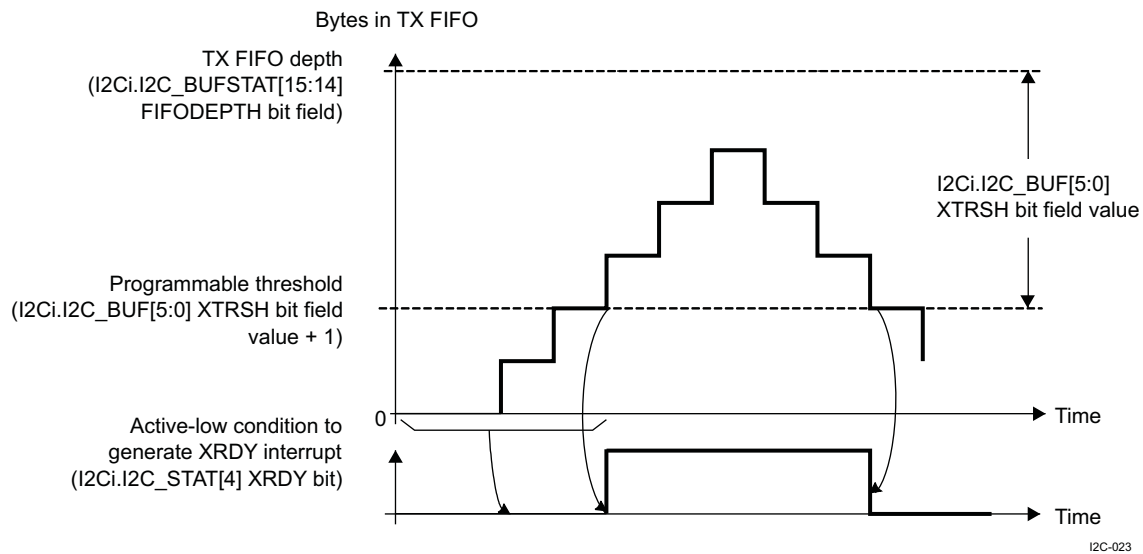 Bytes in TX FIFO
TX FIFO depth
(I2Ci.I2C_BUFSTAT[15:14]
FIFODEPTH bit field)
I2Ci.I2C_BUF[5:0]
XTRSH bit field value
Programmable threshold
(I2Ci.I2C_BUF[5:0] XTRSH bit field
value + 1)
0
Time
Active-low condition to
generate XRDY interrupt
(I2Ci.I2C_STAT[4] XRDY bit)
Time
I2C-023